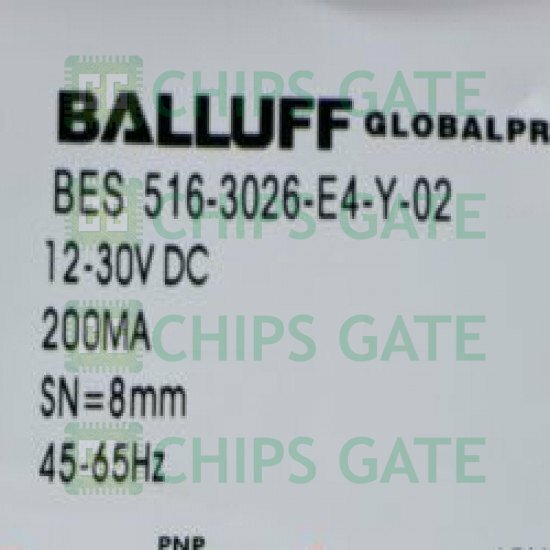 CHIPS GATE
BALLUFF GLOBALPR
BES 516-3026-E4-Y-02
CHIPS GATE
12-30V DC
200MA
CHIPS GATE
SN=8mm
45-65Hz
CHIPS GATE
PNP